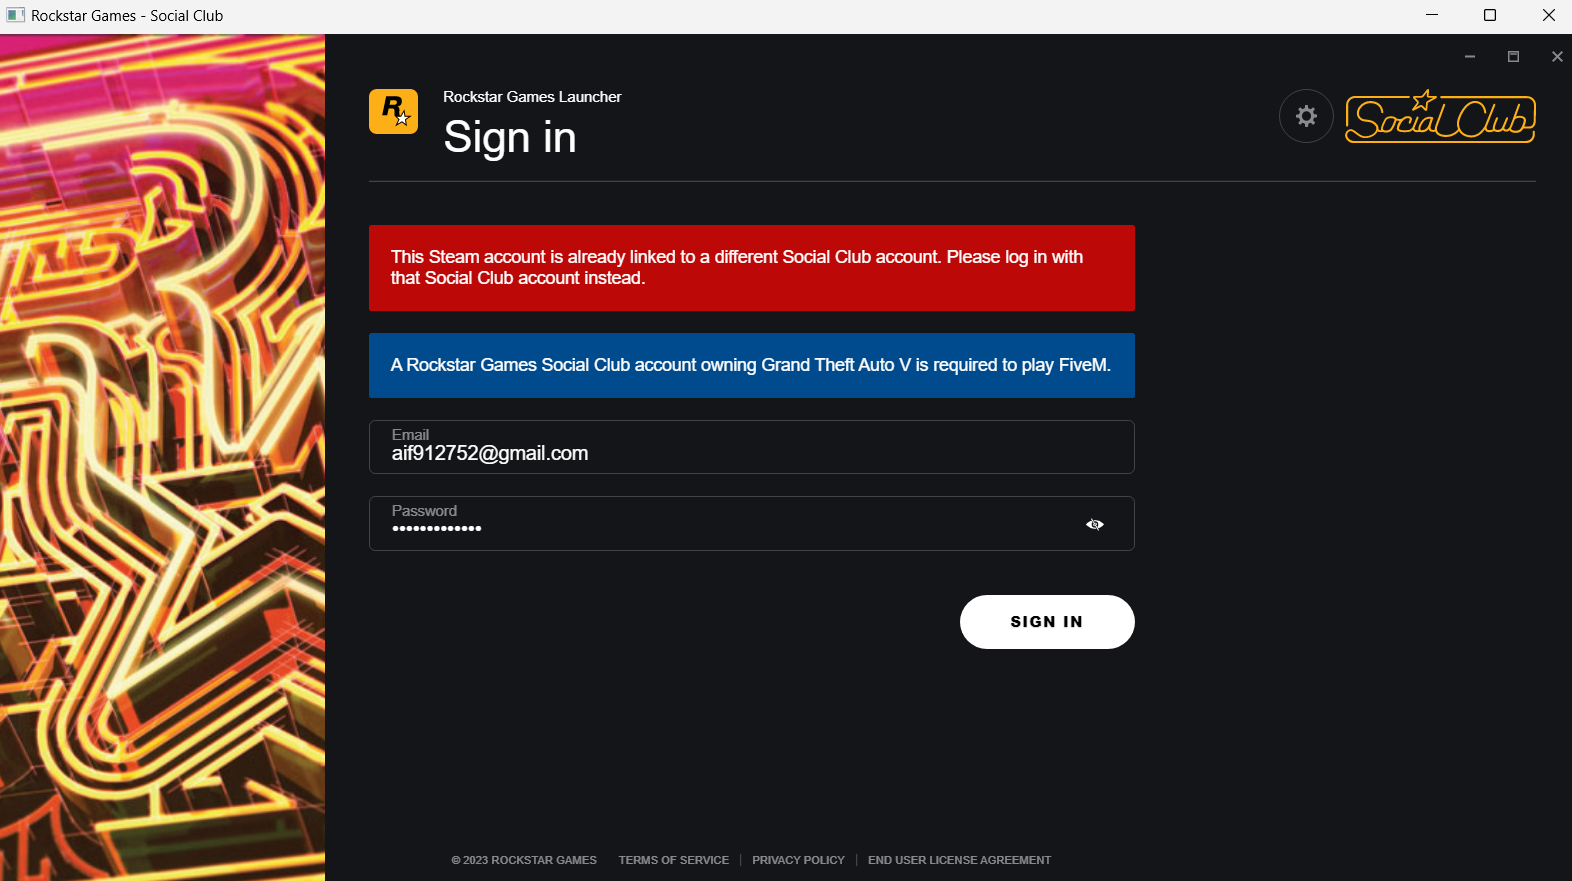 Rockstar Games - Social Club
Rockstar Games Launcher
Sign in
Social Club
This Steam account is already linked to a different Social Club account. Please log in with
that Social Club account instead.
A Rockstar Games Social Club account owning Grand Theft Auto V is required to play FiveM.
Email
aif912752@gmail.com
Password
•••••••••••••
SIGN IN
© 2023 ROCKSTAR GAMES TERMS OF SERVICE | PRIVACY POLICY | END USER LICENSE AGREEMENT